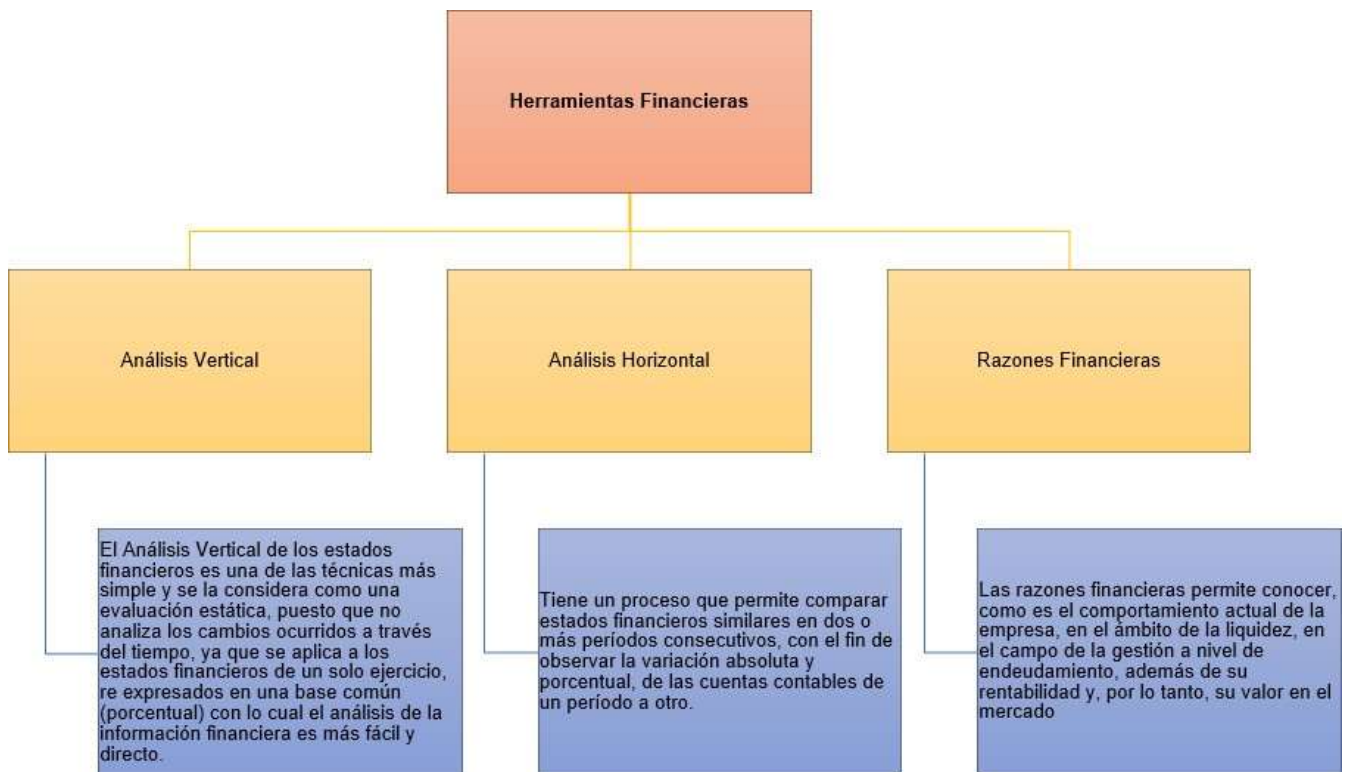 Herramientas Financieras
Análisis Vertical
Análisis Horizontal
Razones Financieras
El Análisis Vertical de los estados
financieros es una de las técnicas más
simple y se la considera como una
evaluación estática, puesto que no
analiza los cambios ocurridos a través
del tiempo, ya que se aplica a los
estados financieros de un solo ejercicio,
re expresados en una base común
(porcentual) con lo cual el análisis de la
información financiera es más fácil y
directo.
Tiene un proceso que permite comparar
estados financieros similares en dos o
más períodos consecutivos, con el fin de
observar la variación absoluta y
porcentual, de las cuentas contables de
un período a otro.
Las razones financieras permite conocer,
como es el comportamiento actual de la
empresa, en el ámbito de la liquidez, en
el campo de la gestión a nivel de
endeudamiento, además de su
rentabilidad y, por lo tanto, su valor en el
mercado